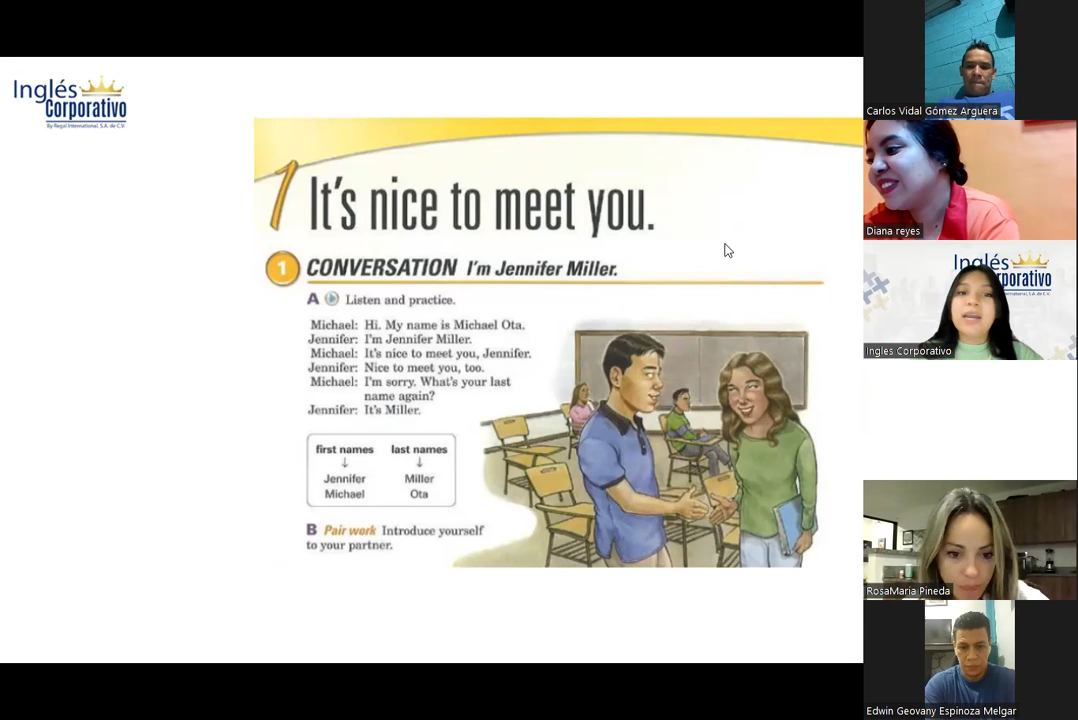 Inglés
Corporativo
By Regal International, S.A. de C.V.
1 It's nice to meet you.
1 CONVERSATION I'm Jennifer Miller.
A Listen and practice.
Michael: Hi. My name is Michael Ota.
Jennifer: I'm Jennifer Miller.
Michael: It's nice to meet you, Jennifer.
Jennifer: Nice to meet you, too.
Michael: I'm sorry. What's your last
name again?
Jennifer: It's Miller.
first names last names
Jennifer Miller
Michael Ota
B Pair work Introduce yourself
to your partner.
Carlos Vidal Gómez Arguera
Diana reyes
Inglés
Ingles Corporativo
RosaMaria Pineda
Edwin Geovany Espinoza Melgar